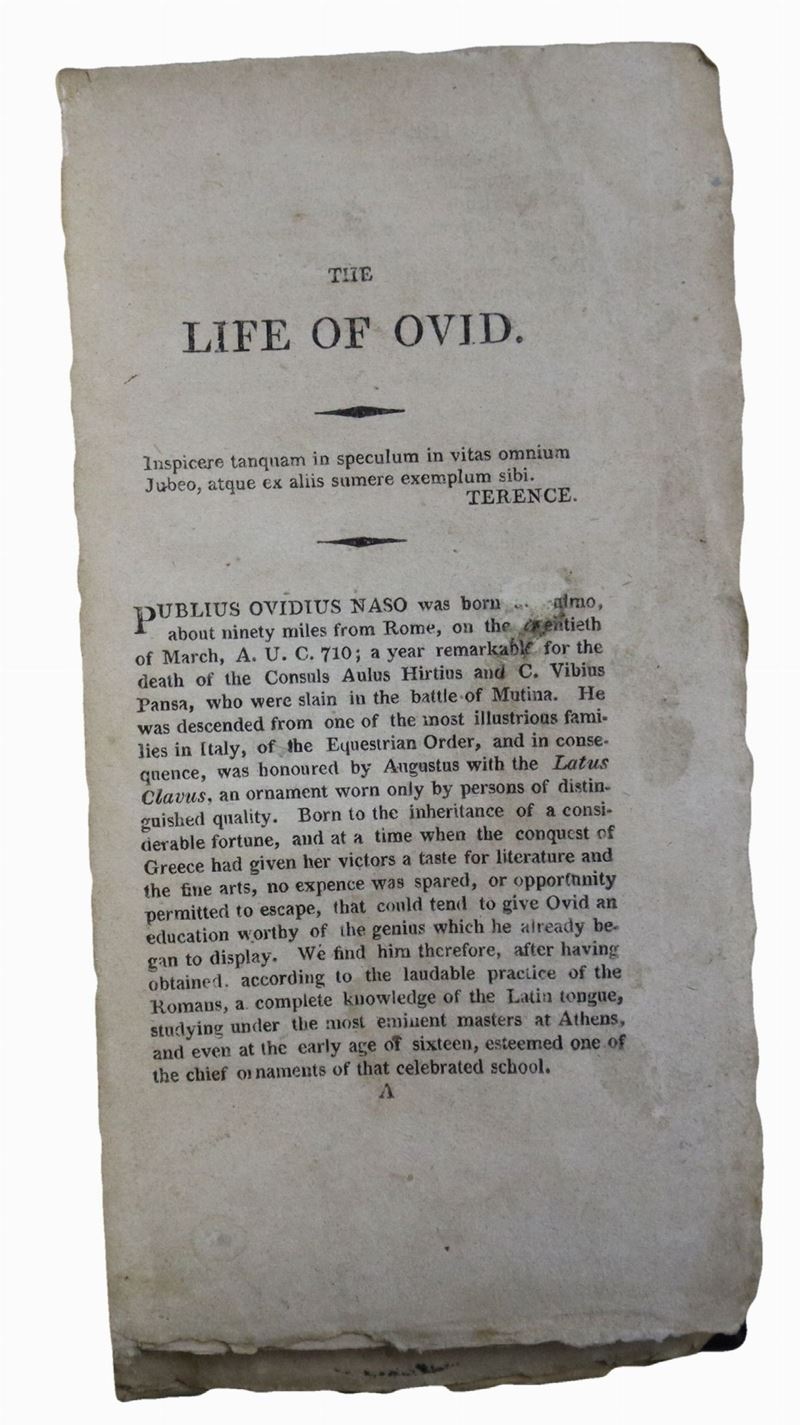 THE
LIFE OF OVID.
Inspicere tanquam in speculum in vitas omnium
Jubeo, atque ex aliis sumere exemplum sibi.
TERENCE.
PUBLIUS OVIDIUS NASO was born
about ninety miles from Rome, on the twentieth
of March, A. U. C. 710; a year remarkable for the
death of the Consuls Aulus Hirtius and C. Vibius
Pansa, who were slain in the battle of Mutina. He
was descended from one of the most illustrious fami-
lies in Italy, of the Equestrian Order, and in conse-
quence, was honoured by Augustus with the Latus
Clavus, an ornament worn only by persons of distin-
guished quality. Born to the inheritance of a consi-
derable fortune, and at a time when the conquest of
Greece had given her victors a taste for literature and
the fine arts, no expence was spared, or opportunity
permitted to escape, that could tend to give Ovid an
education worthy of the genius which he already be-
gan to display. We find him therefore, after having
obtained, according to the laudable practice of the
Romans, a complete knowledge of the Latin tongue,
studying under the most eminent masters at Athens,
and even at the early age of sixteen, esteemed one of
the chief ornaments of that celebrated school.
A